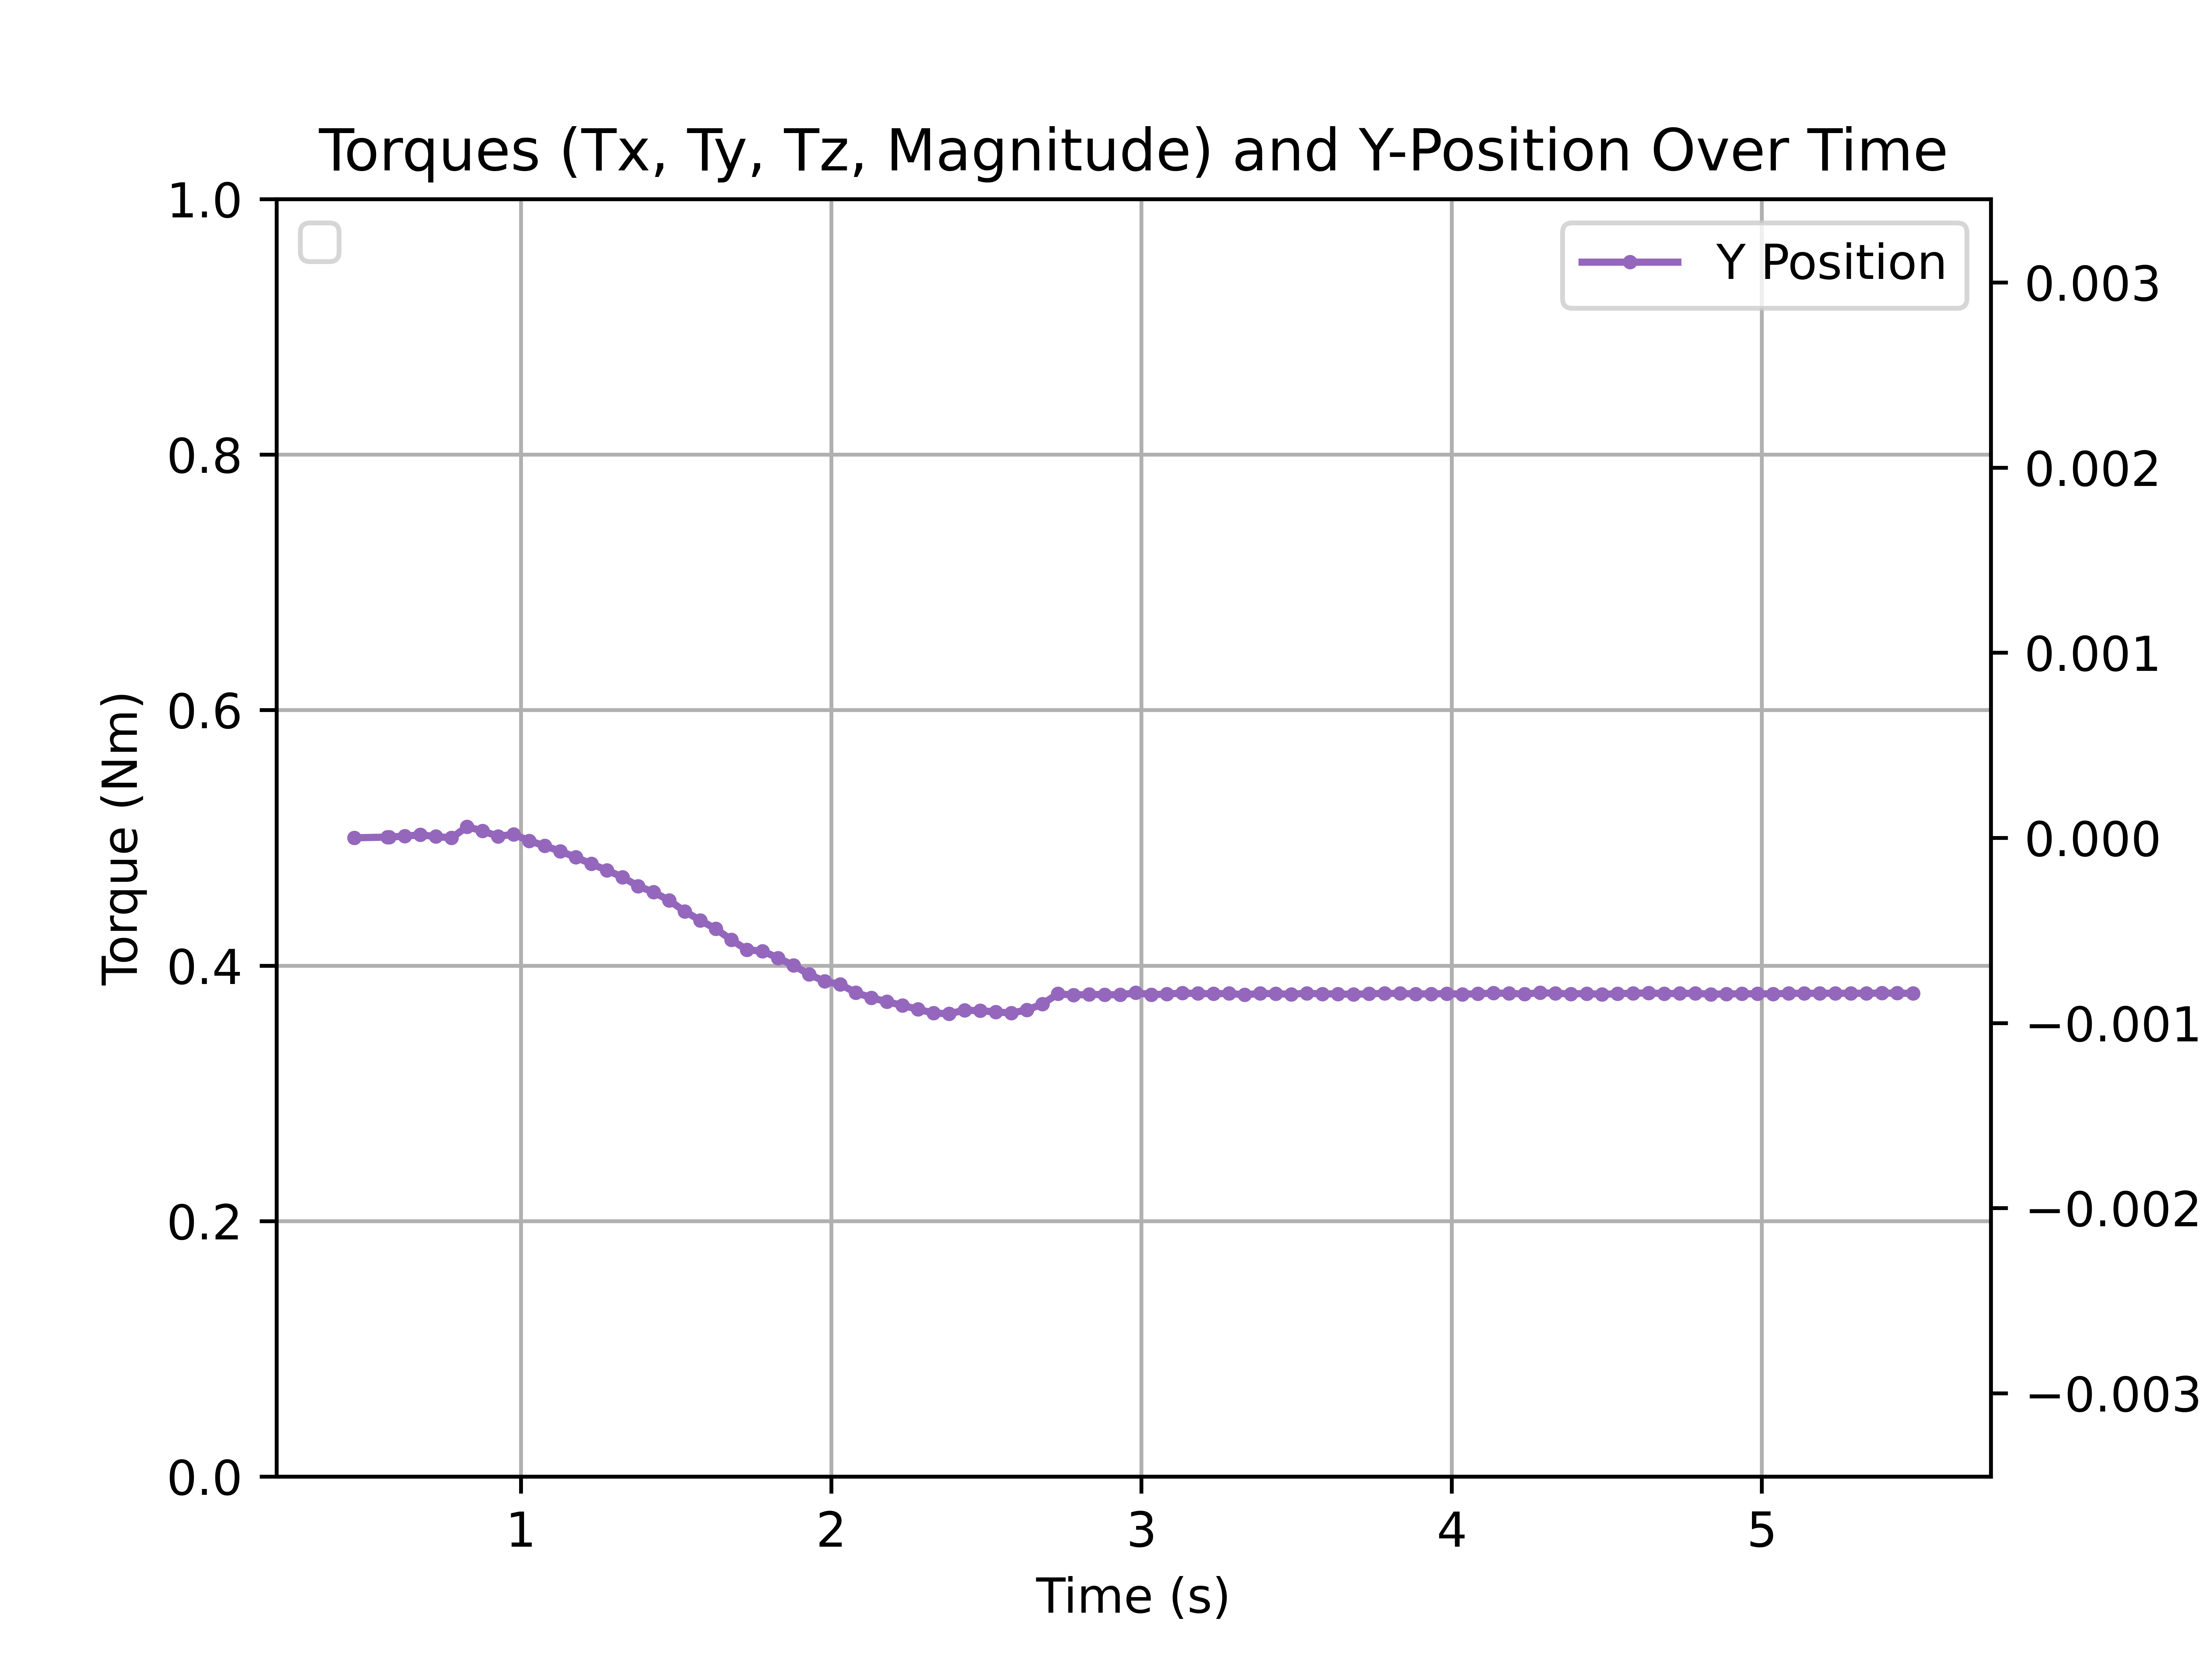 Torques (Tx, Ty, Tz, Magnitude) and Y-Position Over Time
Y Position
1.0
0.8
0.6
0.4
0.2
0.0
Torque (Nm)
0.003
0.002
0.001
0.000
−0.001
−0.002
−0.003
1 2 3 4 5
Time (s)